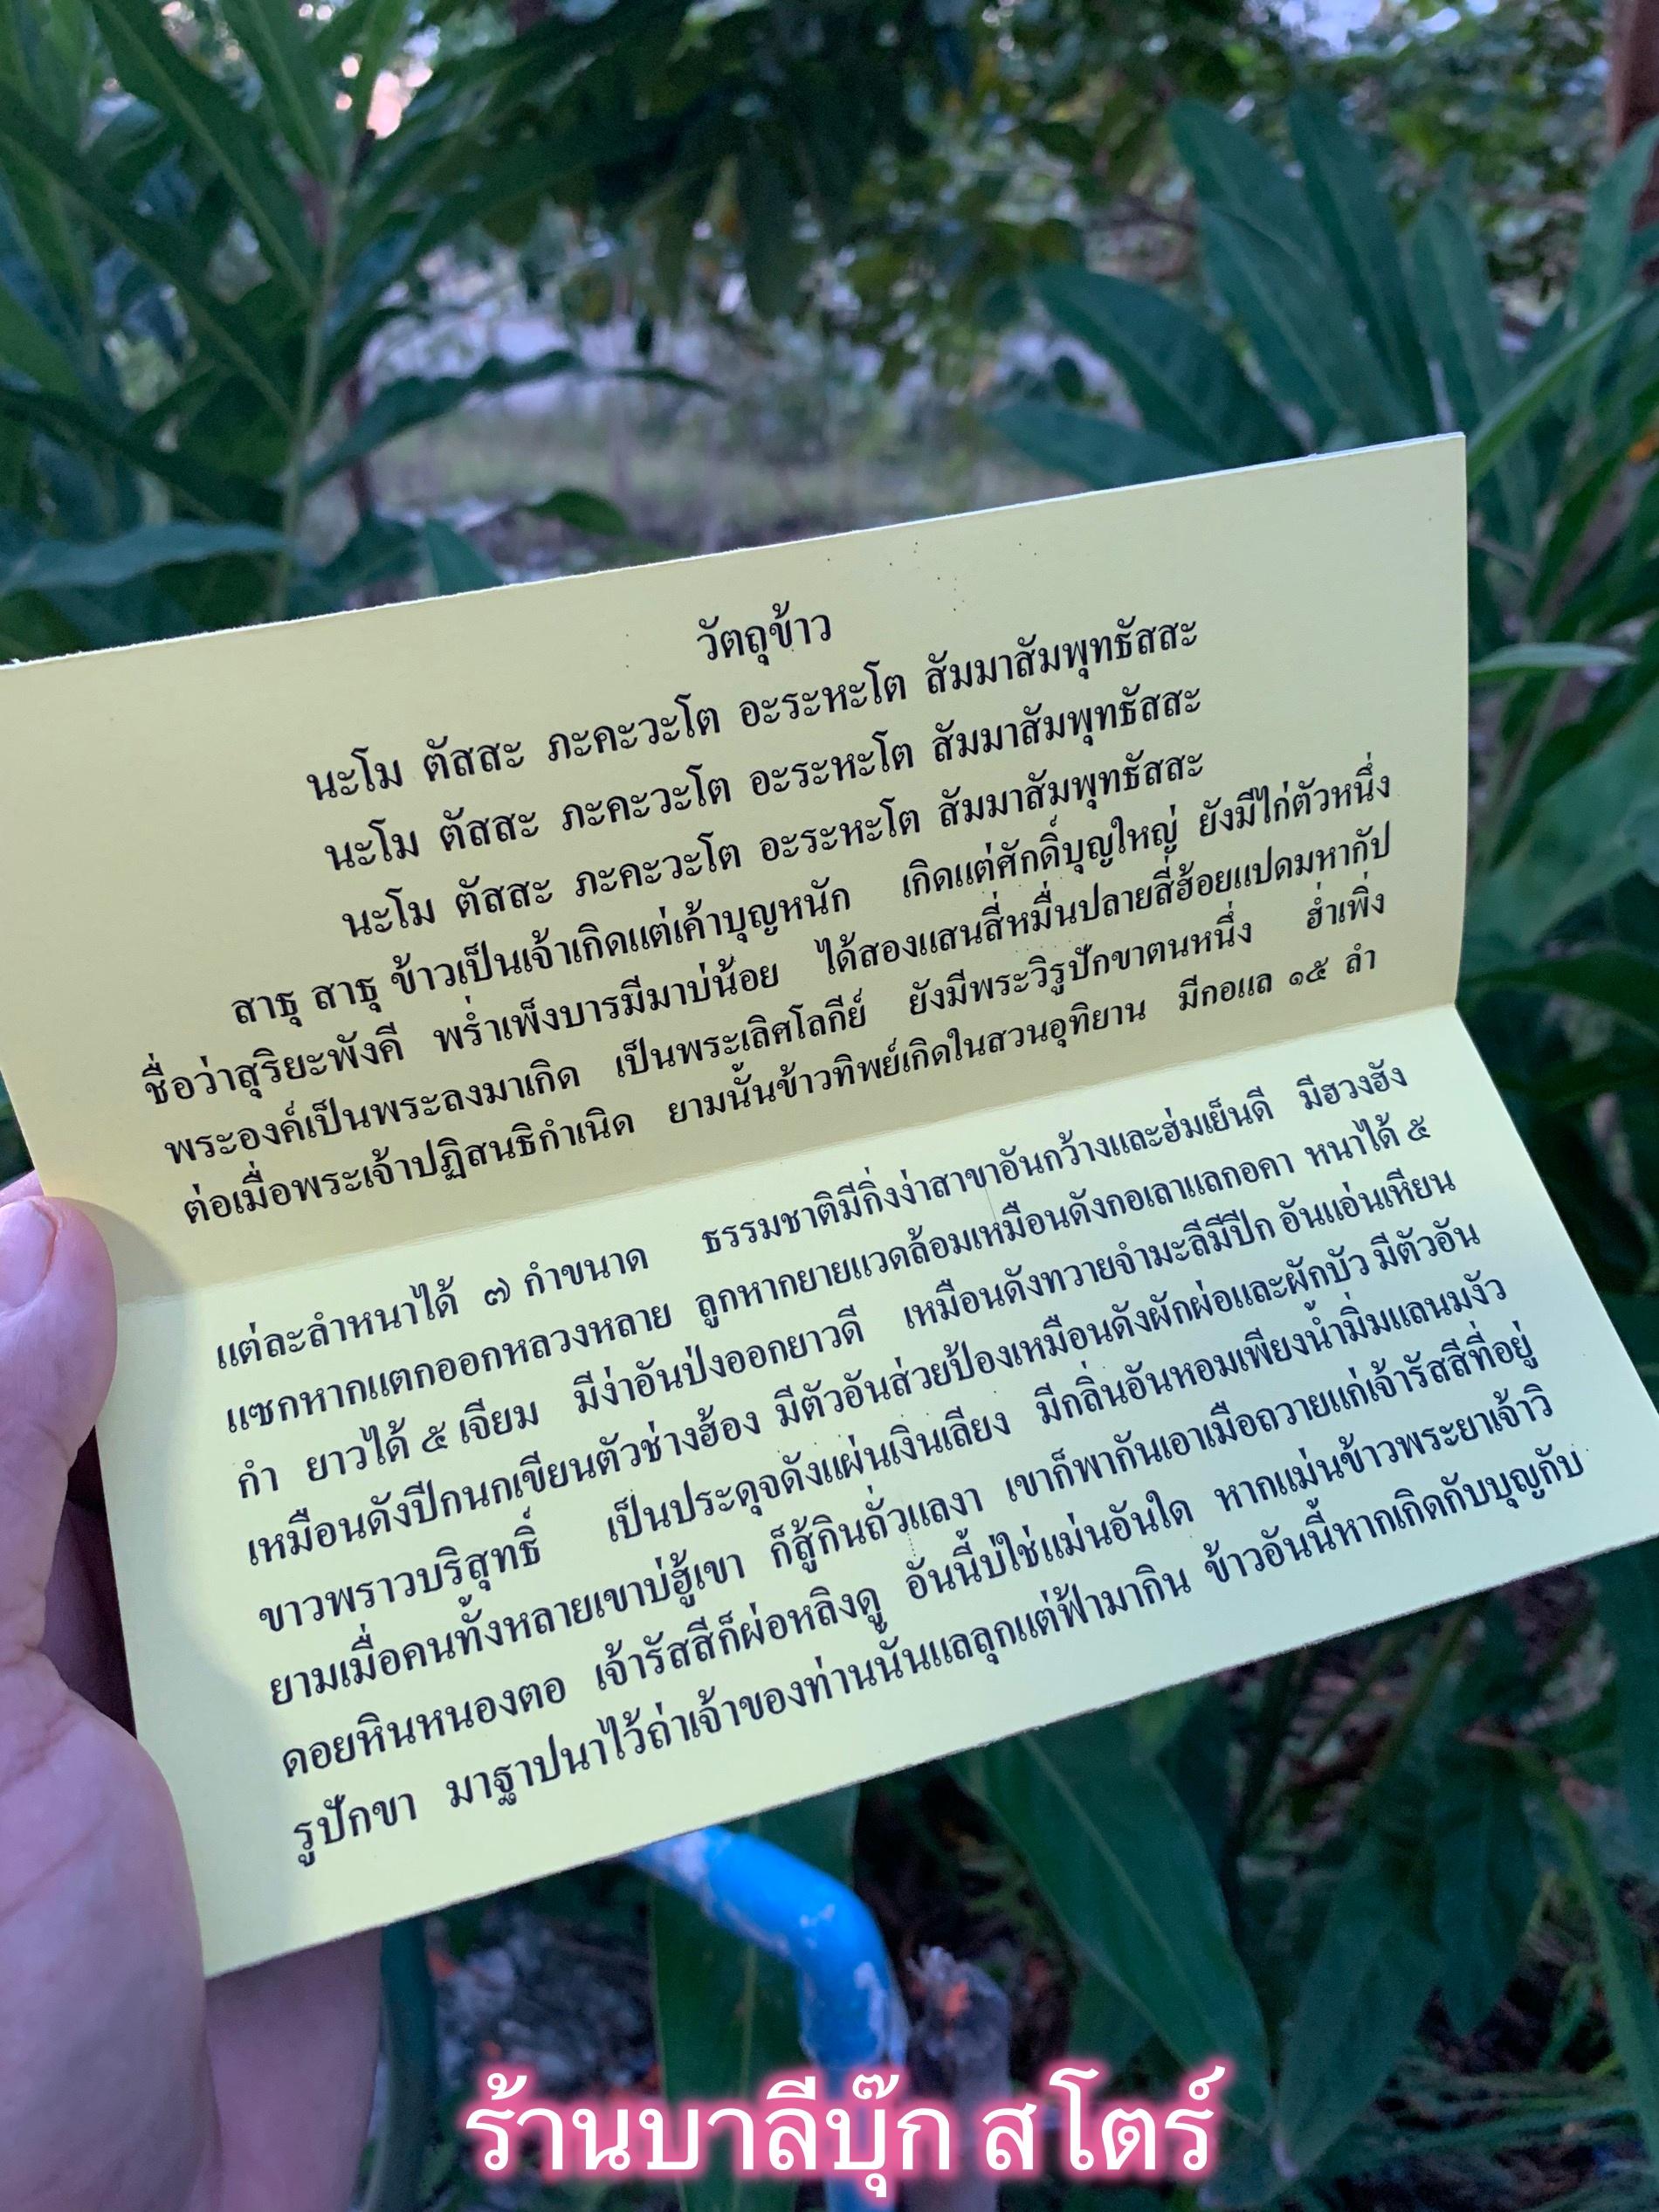 วัตถุข้าว
นะโม ตัสสะ ภะคะวะโต อะระหะโต สัมมาสัมพุทธัสสะ
นะโม ตัสสะ ภะคะวะโต อะระหะโต สัมมาสัมพุทธัสสะ
นะโม ตัสสะ ภะคะวะโต อะระหะโต สัมมาสัมพุทธัสสะ
สาธุ สาธุ ข้าวเป็นเจ้าเกิดแต่เค้าบุญหนัก เกิดแต่ศักดิ์บุญใหญ่ ยังมีไก่ตัวหนึ่ง
ชื่อว่าสุริยะพังคี พร่ำเพ็งบารมีมาบ่น้อย ได้สองแสนสี่หมื่นปลายสี่ฮ้อยแปดมหากัป
พระองค์เป็นพระลงมาเกิด เป็นพระเลิศโลกีย์ ยังมีพระวิรูปักขาตนหนึ่ง ฮ่ำเพิ่ง
ต่อเมื่อพระเจ้าปฏิสนธิกำเนิด ยามนั้นข้าวทิพย์เกิดในสวนอุทิยาน มีกอแล ๑๕ ลำ
แต่ละลำหนาได้ ๗ กำขนาด ธรรมชาติมีกิ่งง่าสาขาอันกว้างและฮ่มเย็นดี มีฮวงฮัง
แซกหากแตกออกหลวงหลาย ลูกหากยายแวดล้อมเหมือนดังกอเลาแลกอคา หนาได้ ๕
กำ ยาวได้ ๕ เจียม มีง่าอันป่งออกยาวดี เหมือนดังทวายจำมะลีมีปีก อันแอ่นเหียน
เหมือนดังปีกนกเขียนตัวช่างฮ้อง มีตัวอันส่วยป้องเหมือนดังผักผ่อและผักบัว มีตัวอัน
ขาวพราวบริสุทธิ์ เป็นประดุจดังแผ่นเงินเลียง มีกลิ่นอันหอมเพียงน้ำมิ่มแลนมงัว
ยามเมื่อคนทั้งหลายเขาบ่ฮู้เขา ก็สู้กินถั่วแลงา เขาก็พากันเอาเมือถวายแก่เจ้ารัสสีที่อยู่
ดอยหินหนองตอ เจ้ารัสสีก็ผ่อหลิงดู อันนี้บ่ใช่แม่นอันใด หากแม่นข้าวพระยาเจ้าวิ
รูปักขา มาฐาปนาไว้ถ่าเจ้าของท่านนั้นแลลุกแต่ฟ้ามากิน ข้าวอันนี้หากเกิดกับบุญกับ
ร้านบาลีบุ๊ก สโตร์